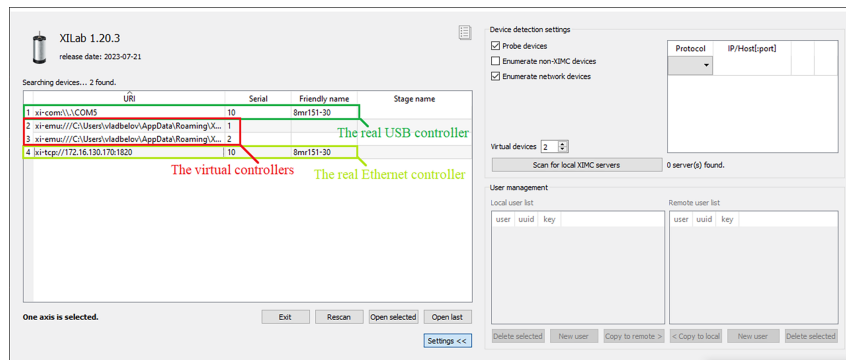 XILab 1.20.3
release date: 2023-07-21
Searching devices... 2 found.
URI Serial Friendly name Stage name
1 xi-com:\\.\COM5 10 8mr151-30
2 xi-emu:///C:\Users\vladbelov\AppData\Roaming\X... 1
3 xi-emu:///C:\Users\vladbelov\AppData\Roaming\X... 2
4 xi-tcp://172.16.130.170:1820 10 8mr151-30
The real USB controller
The virtual controllers
The real Ethernet controller
One axis is selected.
Exit Rescan Open selected Open last
Settings <<
Device detection settings
Probe devices
Enumerate non-XIMC devices
Enumerate network devices
Protocol IP/Host[:port]
Virtual devices 2
Scan for local XIMC servers 0 server(s) found.
User management
Local user list Remote user list
user uuid key user uuid key
Delete selected New user Copy to remote > < Copy to local New user Delete selected